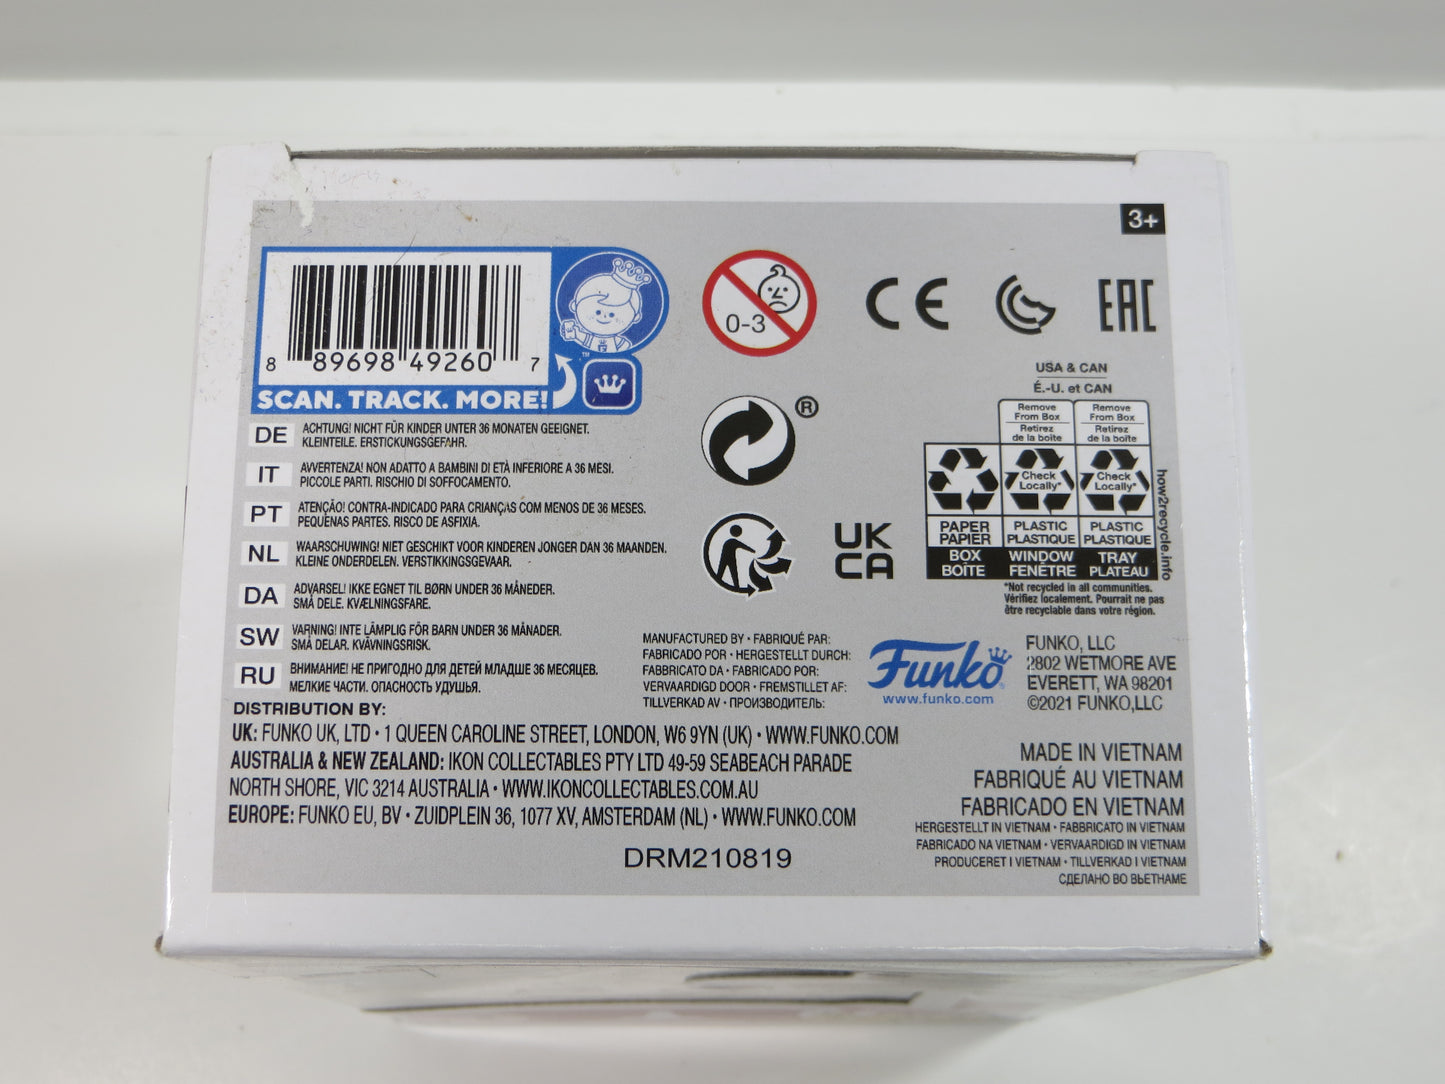 3+
8 89698 49260 7
SCAN. TRACK. MORE!
™
0-3
CE
EAC
®
UK
CA
USA & CAN
É.-U. et CAN
Remove From Box
Retirez de la boîte
Remove From Box
Retirez de la boîte
Check Locally*
Check Locally*
PAPER
PAPIER
BOX
BOÎTE
PLASTIC
PLASTIQUE
WINDOW
FENÊTRE
PLASTIC
PLASTIQUE
TRAY
PLATEAU
how2recycle.info
*Not recycled in all communities.
Vérifiez localement. Pourrait ne pas
être recyclable dans votre région.
DE ACHTUNG! NICHT FÜR KINDER UNTER 36 MONATEN GEEIGNET.
KLEINTEILE. ERSTICKUNGSGEFAHR.
IT AVVERTENZA! NON ADATTO A BAMBINI DI ETÀ INFERIORE A 36 MESI.
PICCOLE PARTI. RISCHIO DI SOFFOCAMENTO.
PT ATENÇÃO! CONTRA-INDICADO PARA CRIANÇAS COM MENOS DE 36 MESES.
PEQUENAS PARTES. RISCO DE ASFIXIA.
NL WAARSCHUWING! NIET GESCHIKT VOOR KINDEREN JONGER DAN 36 MAANDEN.
KLEINE ONDERDELEN. VERSTIKKINGSGEVAAR.
DA ADVARSEL! IKKE EGNET TIL BØRN UNDER 36 MÅNEDER.
SMÅ DELE. KVÆLNINGSFARE.
SW VARNING! INTE LÄMPLIG FÖR BARN UNDER 36 MÅNADER.
SMÅ DELAR. KVÄVNINGSRISK.
RU ВНИМАНИЕ! НЕ ПРИГОДНО ДЛЯ ДЕТЕЙ МЛАДШЕ 36 МЕСЯЦЕВ.
МЕЛКИЕ ЧАСТИ. ОПАСНОСТЬ УДУШЬЯ.
MANUFACTURED BY • FABRIQUÉ PAR:
FABRICADO POR • HERGESTELLT DURCH:
FABBRICATO DA • FABRICADO POR:
VERVAARDIGD DOOR • FREMSTILLET AF:
TILLVERKAD AV • ПРОИЗВОДИТЕЛЬ:
Funko
www.funko.com
FUNKO, LLC
2802 WETMORE AVE
EVERETT, WA 98201
©2021 FUNKO,LLC
DISTRIBUTION BY:
UK: FUNKO UK, LTD • 1 QUEEN CAROLINE STREET, LONDON, W6 9YN (UK) • WWW.FUNKO.COM
AUSTRALIA & NEW ZEALAND: IKON COLLECTABLES PTY LTD 49-59 SEABEACH PARADE
NORTH SHORE, VIC 3214 AUSTRALIA • WWW.IKONCOLLECTABLES.COM.AU
EUROPE: FUNKO EU, BV • ZUIDPLEIN 36, 1077 XV, AMSTERDAM (NL) • WWW.FUNKO.COM
MADE IN VIETNAM
FABRIQUÉ AU VIETNAM
FABRICADO EN VIETNAM
HERGESTELLT IN VIETNAM • FABBRICATO IN VIETNAM
FABRICADO NA VIETNAM • VERVAARDIGD IN VIETNAM
PRODUCERET I VIETNAM • TILLVERKAD I VIETNAM
СДЕЛАНО ВО ВЬЕТНАМЕ
DRM210819